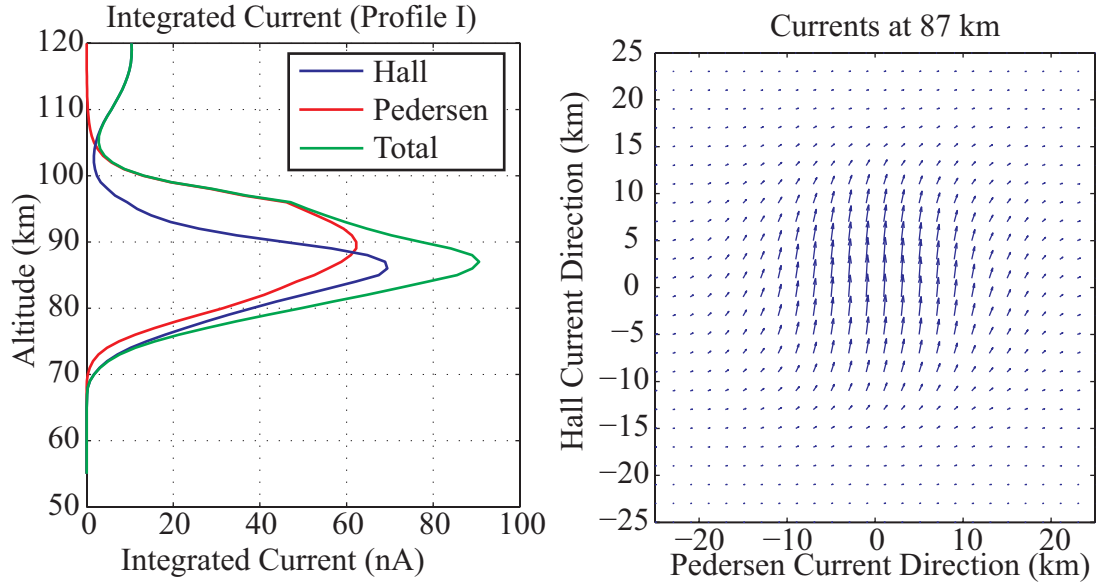 Integrated Current (Profile I)
120
110
100
90
80
70
60
50
Altitude (km)
Hall
Pedersen
Total
0 20 40 60 80 100
Integrated Current (nA)
Currents at 87 km
25
20
15
10
5
0
−5
−10
−15
−20
−25
Hall Current Direction (km)
−20 −10 0 10 20
Pedersen Current Direction (km)